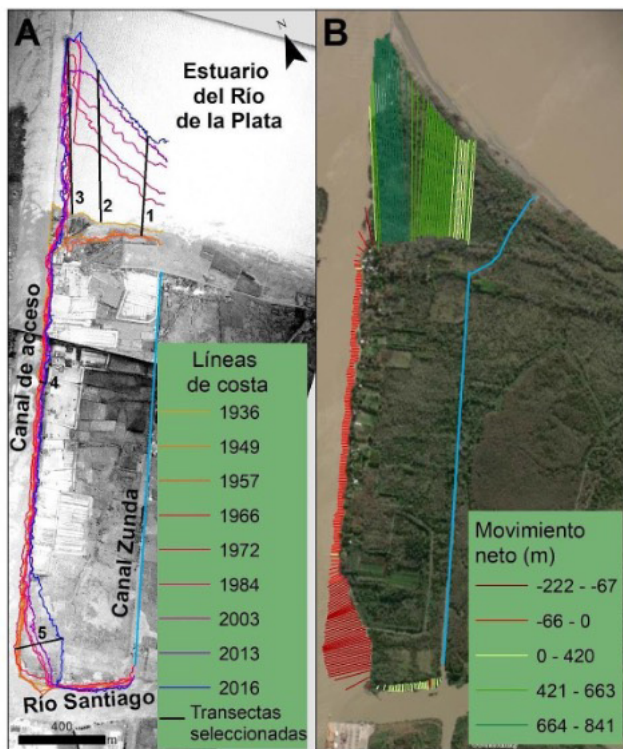 A
N
Estuario
del Río
de la Plata
3
2
1
Canal de acceso
4
Canal Zunda
5
Río Santiago
400
m
Líneas
de costa
1936
1949
1957
1966
1972
1984
2003
2013
2016
Transectas
seleccionadas
B
Movimiento
neto (m)
-222 - -67
-66 - 0
0 - 420
421 - 663
664 - 841